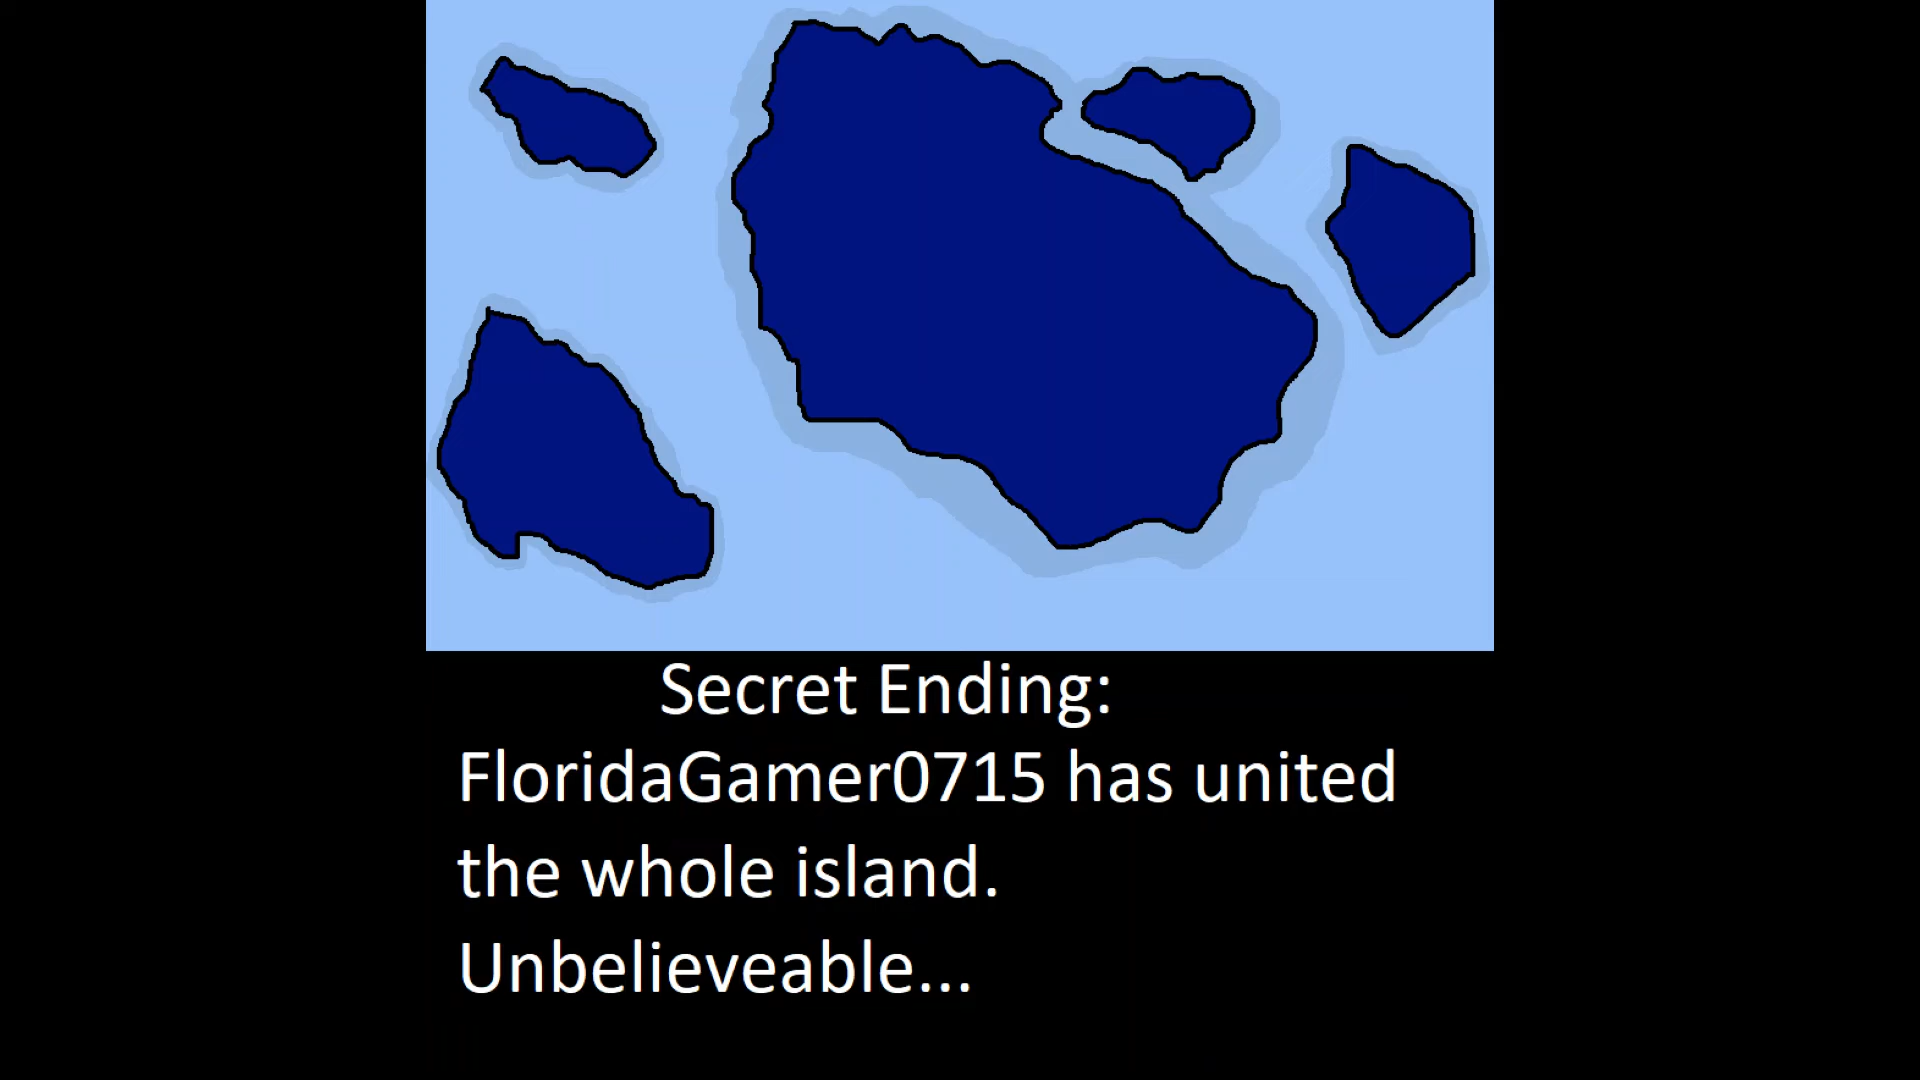 Secret Ending:
FloridaGamer0715 has united
the whole island.
Unbelieveable...